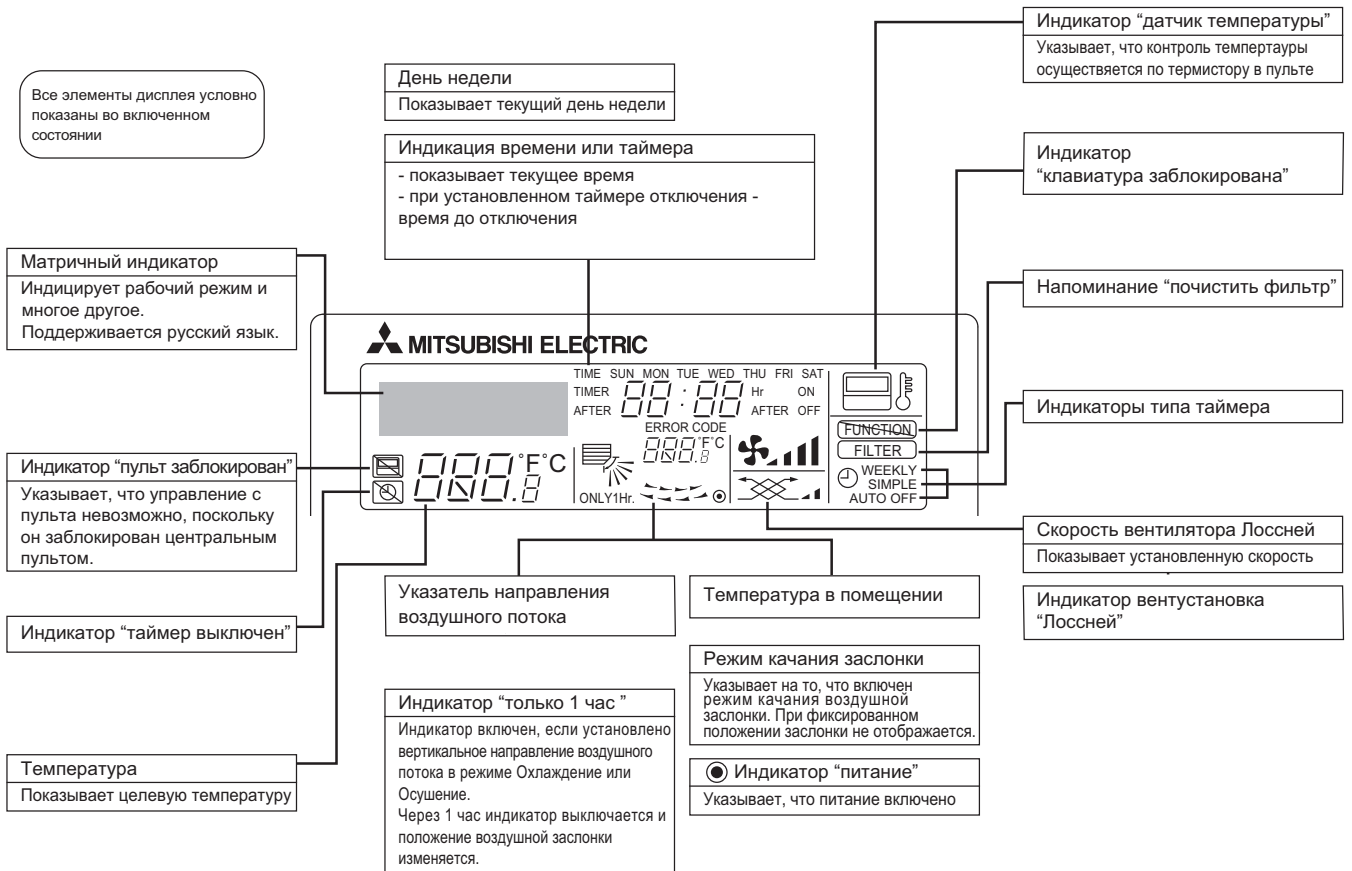 Все элементы дисплея условно
показаны во включенном
состоянии
День недели
Показывает текущий день недели
Индикация времени или таймера
- показывает текущее время
- при установленном таймере отключения -
время до отключения
Индикатор “датчик температуры”
Указывает, что контроль темпертауры
осуществяется по термистору в пульте
Индикатор
“клавиатура заблокирована”
Напоминание “почистить фильтр”
Индикаторы типа таймера
Скорость вентилятора Лоссней
Показывает установленную скорость
Индикатор вентустановка
“Лоссней”
Матричный индикатор
Индицирует рабочий режим и
многое другое.
Поддерживается русский язык.
Индикатор “пульт заблокирован”
Указывает, что управление с
пульта невозможно, поскольку
он заблокирован центральным
пультом.
Индикатор “таймер выключен”
Температура
Показывает целевую температуру
MITSUBISHI ELECTRIC
TIME SUN MON TUE WED THU FRI SAT
TIMER 88:88 Hr ON
AFTER AFTER OFF
ERROR CODE
888.8 °F°C
888.8 °F°C
ONLY1Hr.
FUNCTION
FILTER
WEEKLY
SIMPLE
AUTO OFF
Указатель направления
воздушного потока
Температура в помещении
Индикатор “только 1 час ”
Индикатор включен, если установлено
вертикальное направление воздушного
потока в режиме Охлаждение или
Осушение.
Через 1 час индикатор выключается и
положение воздушной заслонки
изменяется.
Режим качания заслонки
Указывает на то, что включен
режим качания воздушной
заслонки. При фиксированном
положении заслонки не отображается.
Индикатор “питание”
Указывает, что питание включено